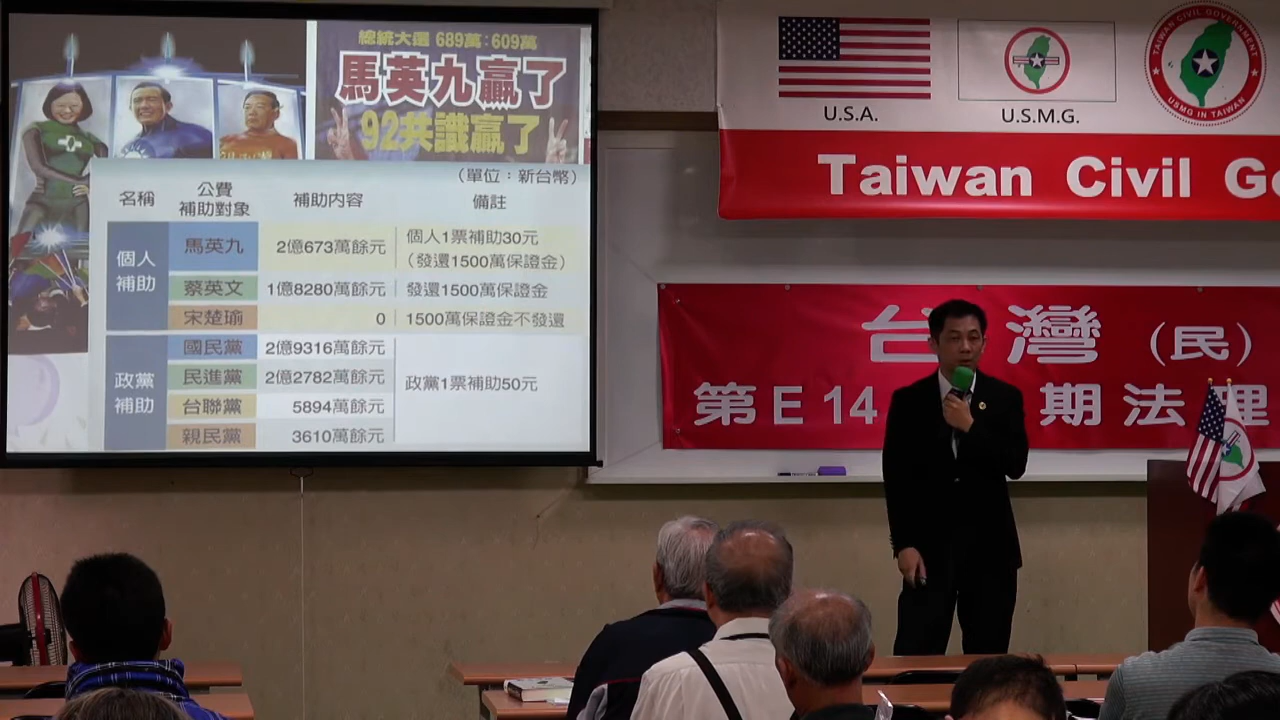 總統大選 689萬:609萬
馬英九贏了
92共識贏了
(單位:新台幣)
名稱
公費
補助對象
補助內容
備註
個人
補助
馬英九
2億673萬餘元
個人1票補助30元
(發還1500萬保證金)
蔡英文
1億8280萬餘元
發還1500萬保證金
宋楚瑜
0
1500萬保證金不發還
政黨
補助
國民黨
2億9316萬餘元
民進黨
2億2782萬餘元
台聯黨
5894萬餘元
親民黨
3610萬餘元
政黨1票補助50元
U.S.A.
U.S.M.G.
TAIWAN CIVIL GOVERNMENT
USMG IN TAIWAN
Taiwan Civil Go
台灣(民)
第E14 期法理